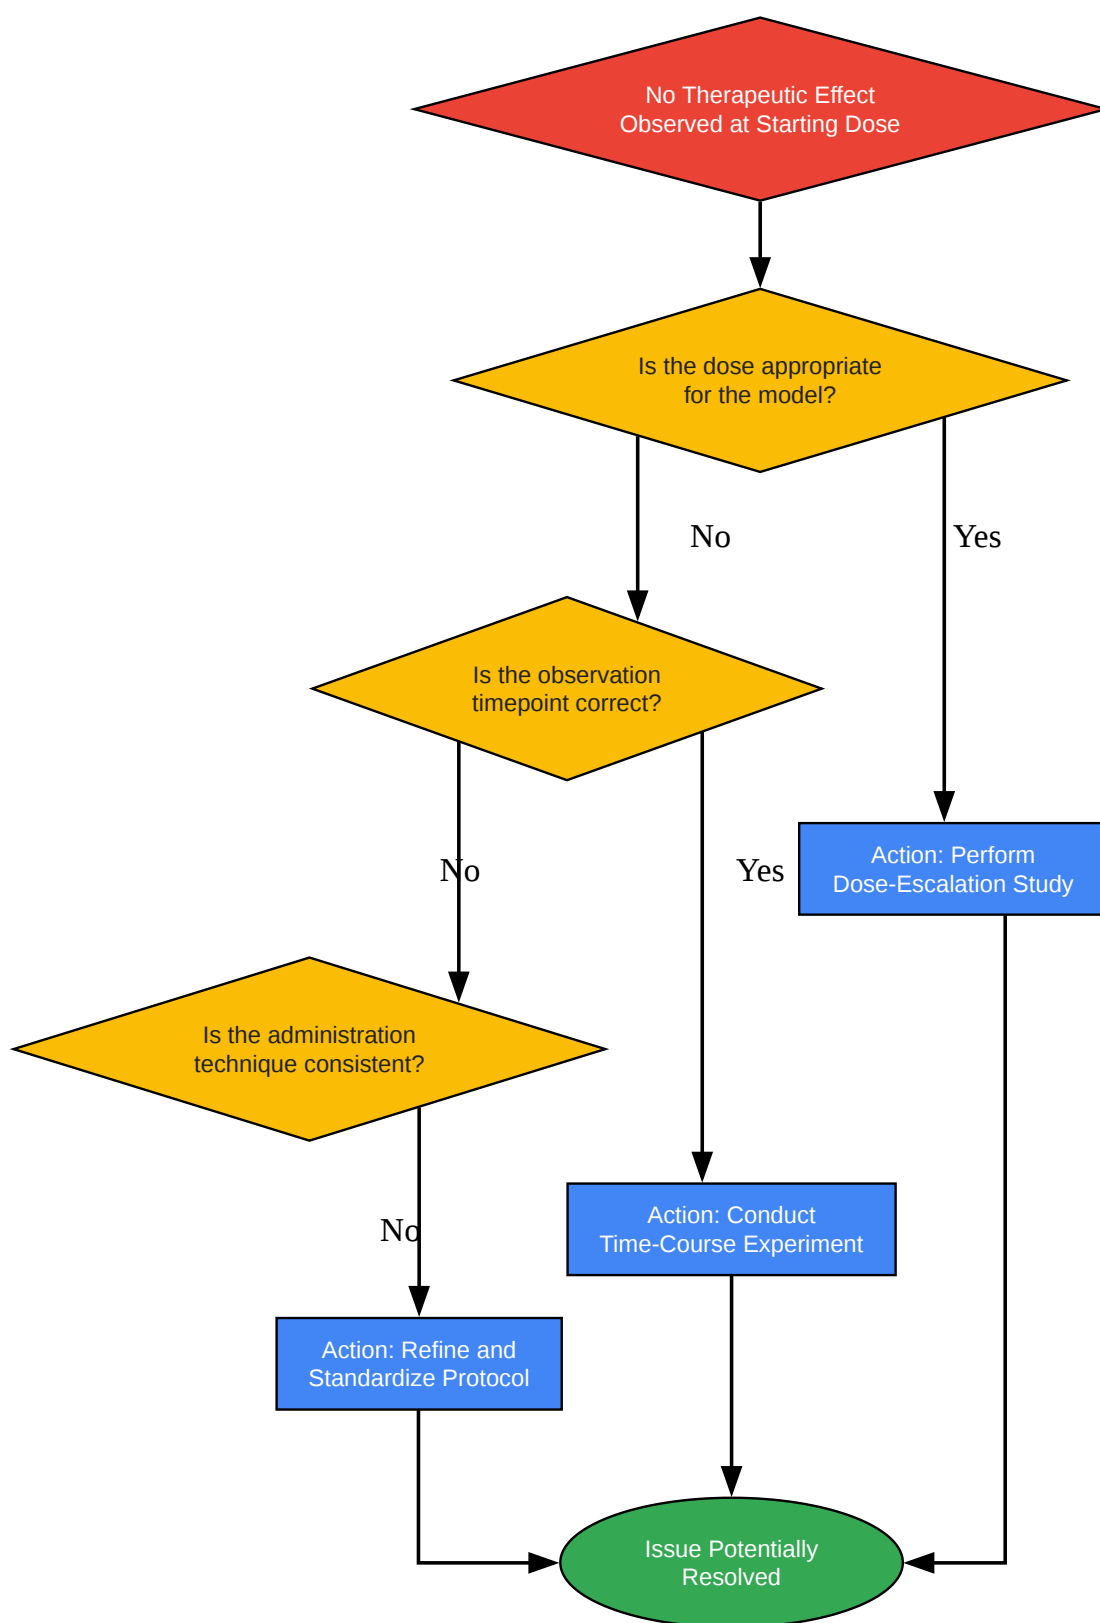 No Therapeutic Effect
Observed at Starting Dose
Is the dose appropriate
for the model?
No
Yes
Is the observation
timepoint correct?
No
Yes
Action: Perform
Dose-Escalation Study
Is the administration
technique consistent?
No
Action: Conduct
Time-Course Experiment
Action: Refine and
Standardize Protocol
Issue Potentially
Resolved